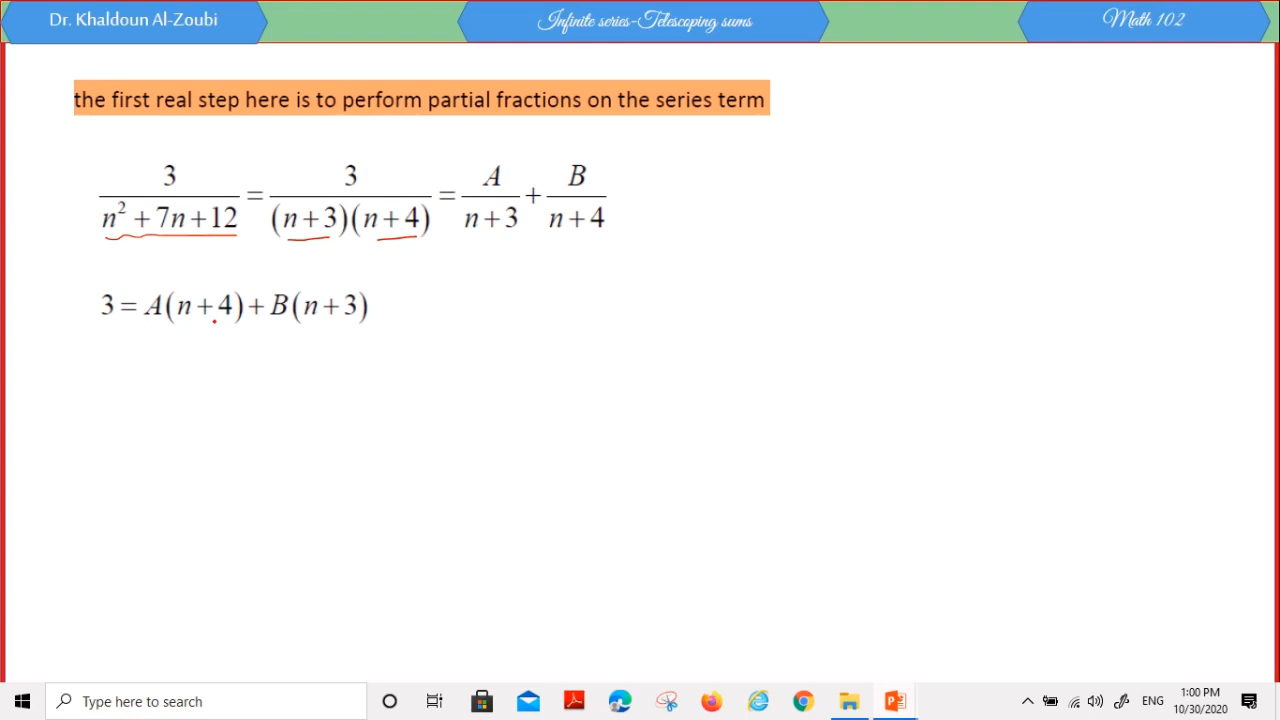 Dr. Khaldoun Al-Zoubi
Infinite series-Telescoping sums
Math 102
the first real step here is to perform partial fractions on the series term
3/(n² + 7n + 12) = 3/((n + 3)(n + 4)) = A/(n + 3) + B/(n + 4)
3 = A(n + 4) + B(n + 3)
Type here to search
ENG
1:00 PM
10/30/2020